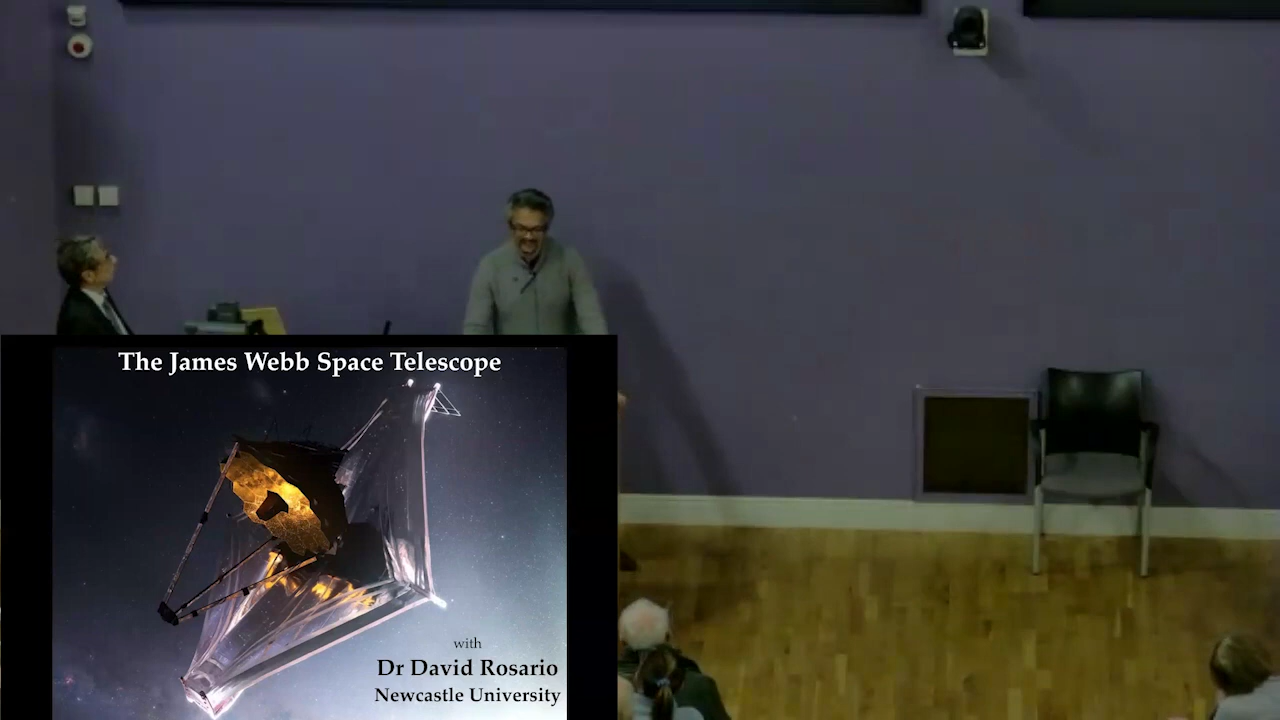 The James Webb Space Telescope
with
Dr David Rosario
Newcastle University